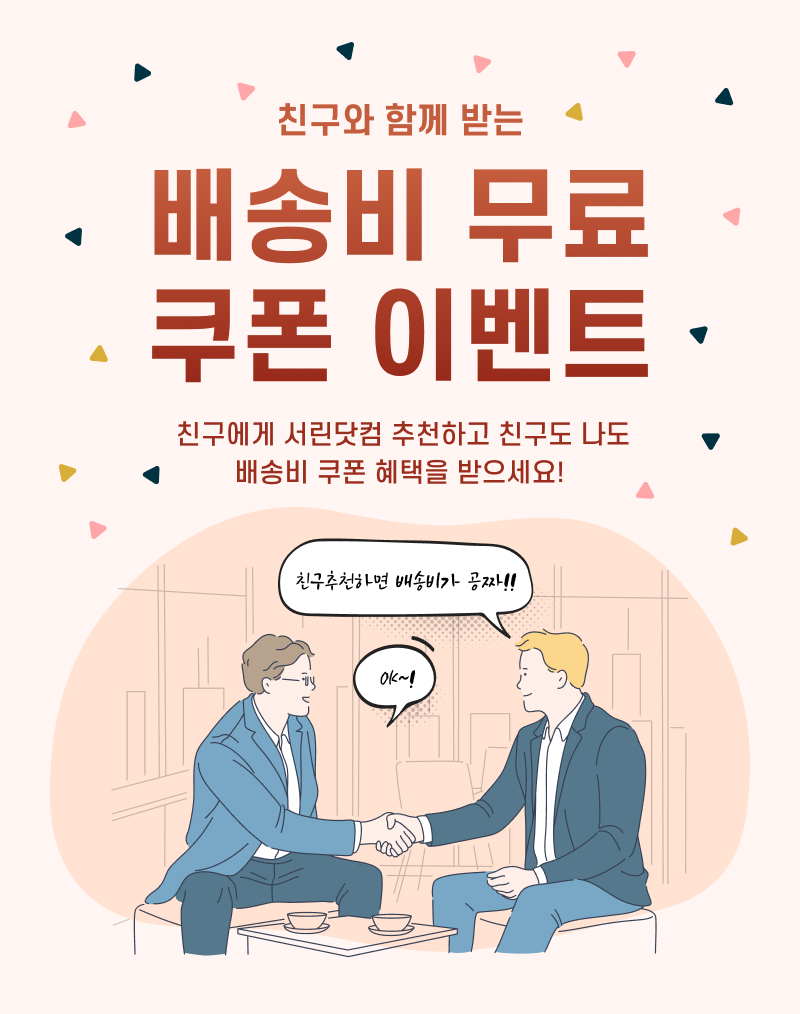 친구와 함께 받는
배송비 무료
쿠폰 이벤트
친구에게 서린닷컴 추천하고 친구도 나도
배송비 쿠폰 혜택을 받으세요!
친구추천하면 배송비가 공짜!!
OK~!